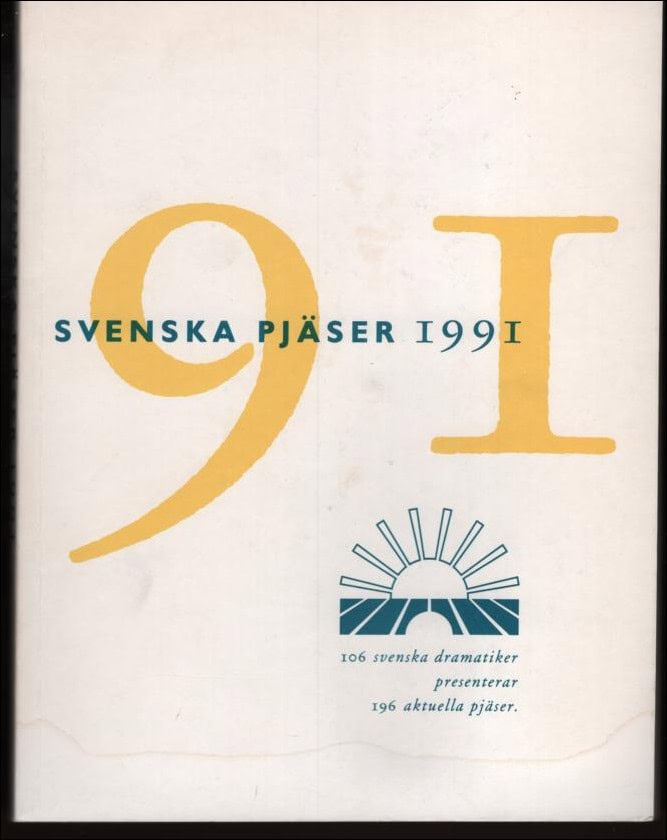 91
SVENSKA PJÄSER 1991
106 svenska dramatiker
presenterar
196 aktuella pjäser.